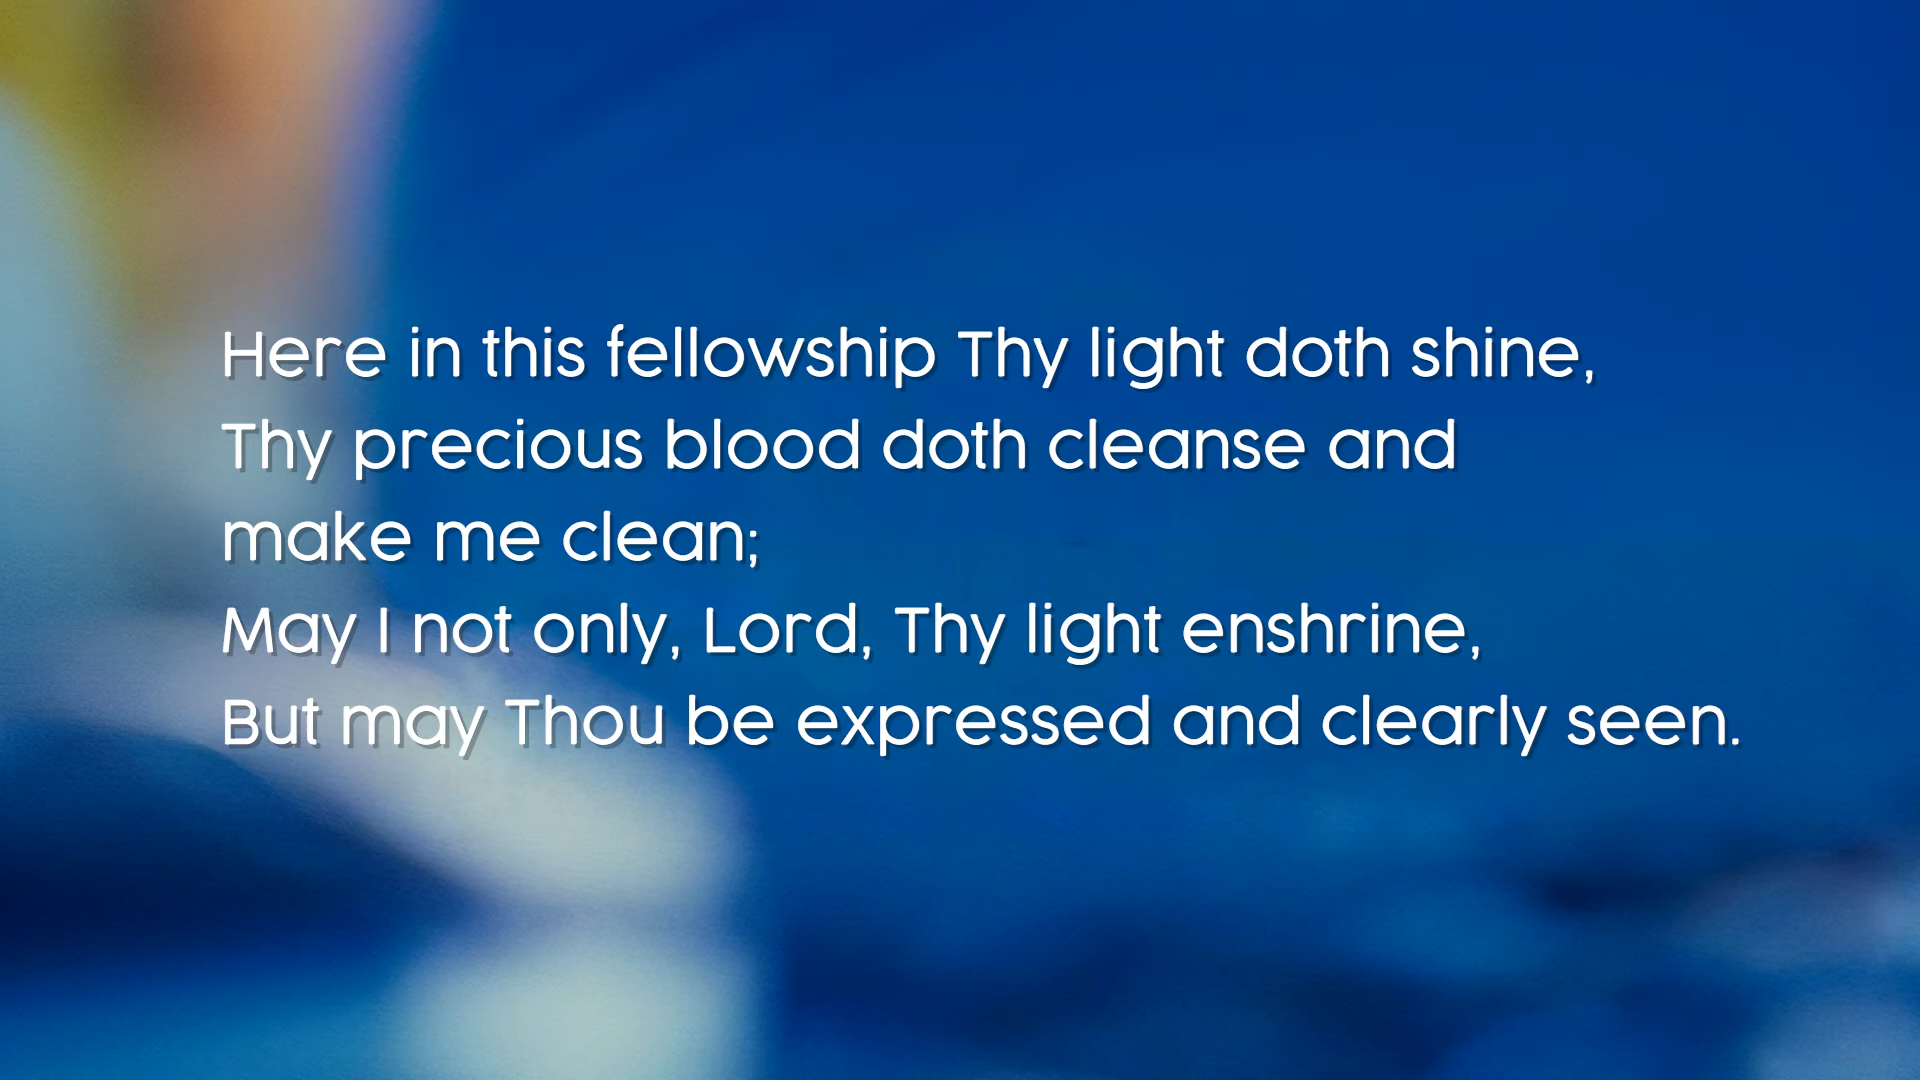 Here in this fellowship Thy light doth shine,
Thy precious blood doth cleanse and
make me clean;
May I not only, Lord, Thy light enshrine,
But may Thou be expressed and clearly seen.